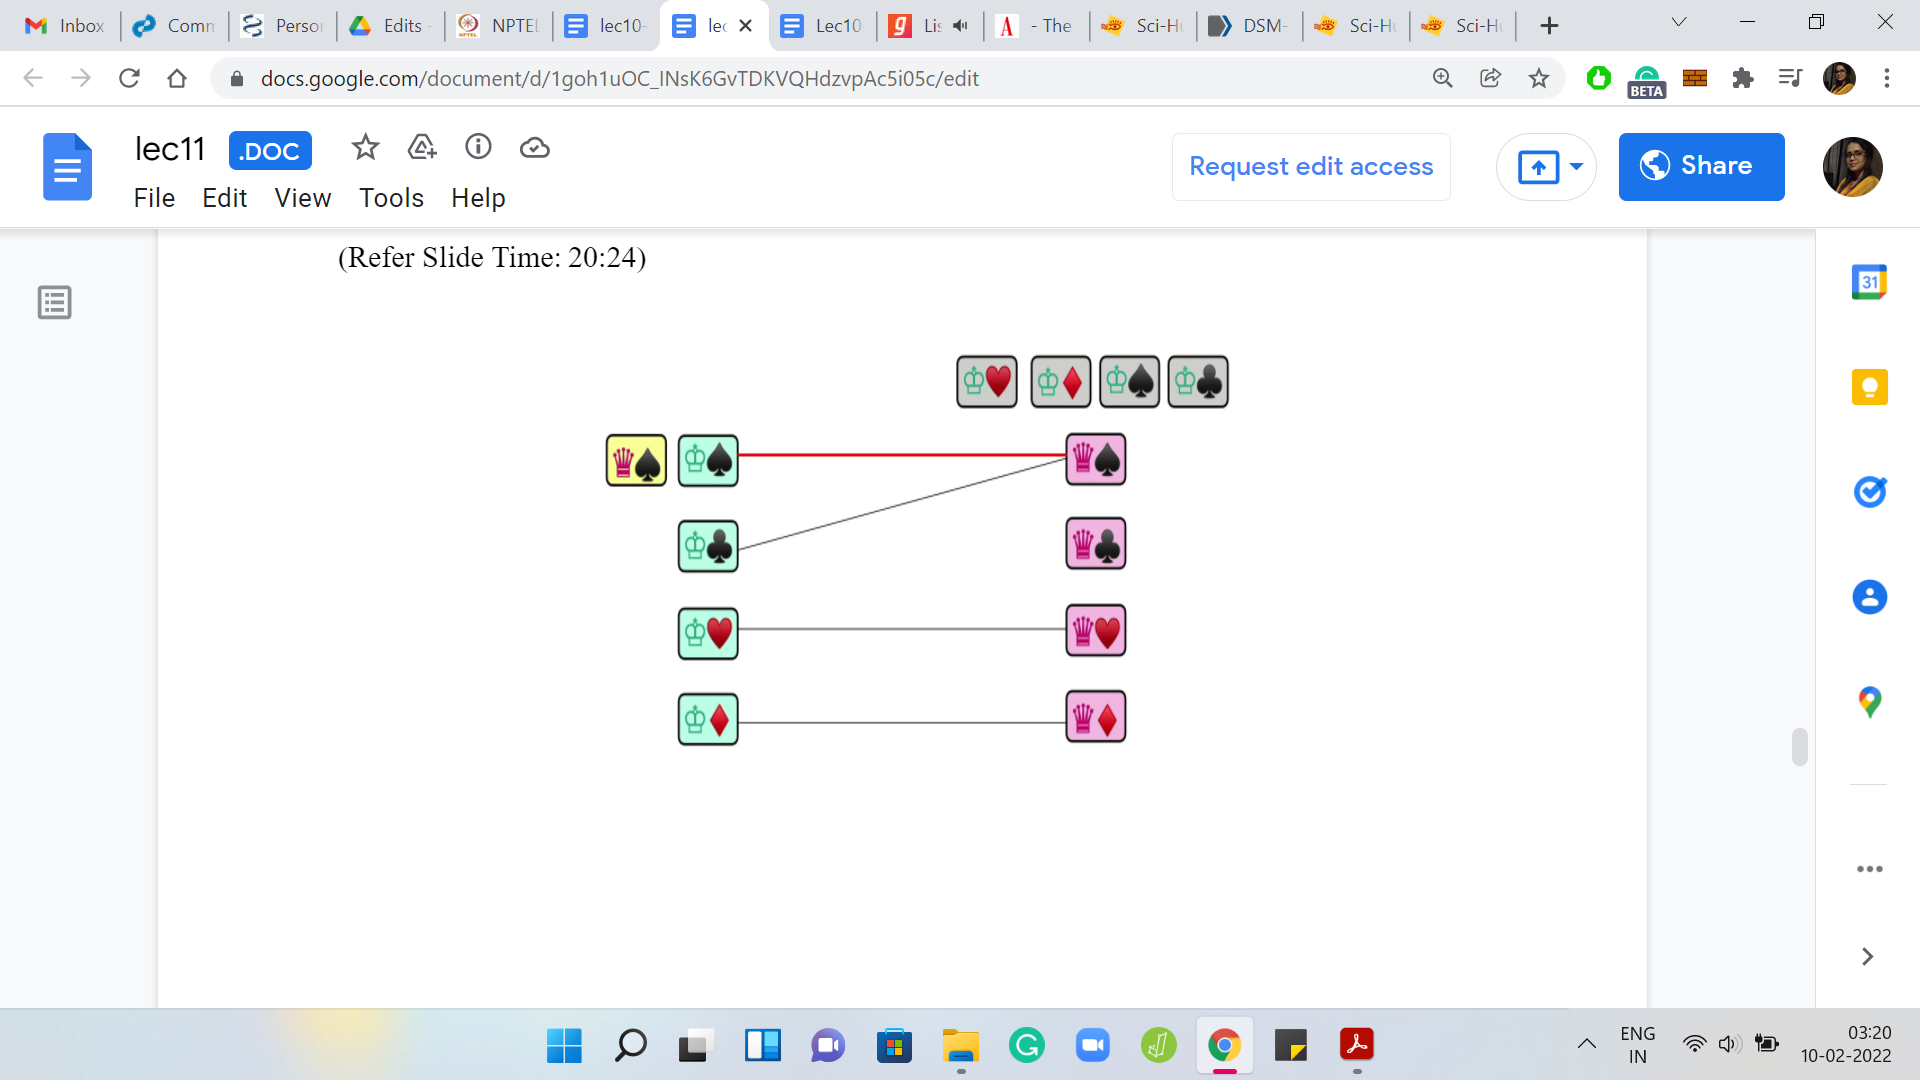 Inbox Comm Persor Edits - NPTEL lec10- lec Lec10 Lis - The Sci-Hu DSM- Sci-Hu Sci-Hu
docs.google.com/document/d/1goh1uOC_INsK6GvTDKVQHdzvpAc5i05c/edit
BETA
lec11 .DOC
Request edit access
Share
File Edit View Tools Help
(Refer Slide Time: 20:24)
31
ENG
IN
03:20
10-02-2022